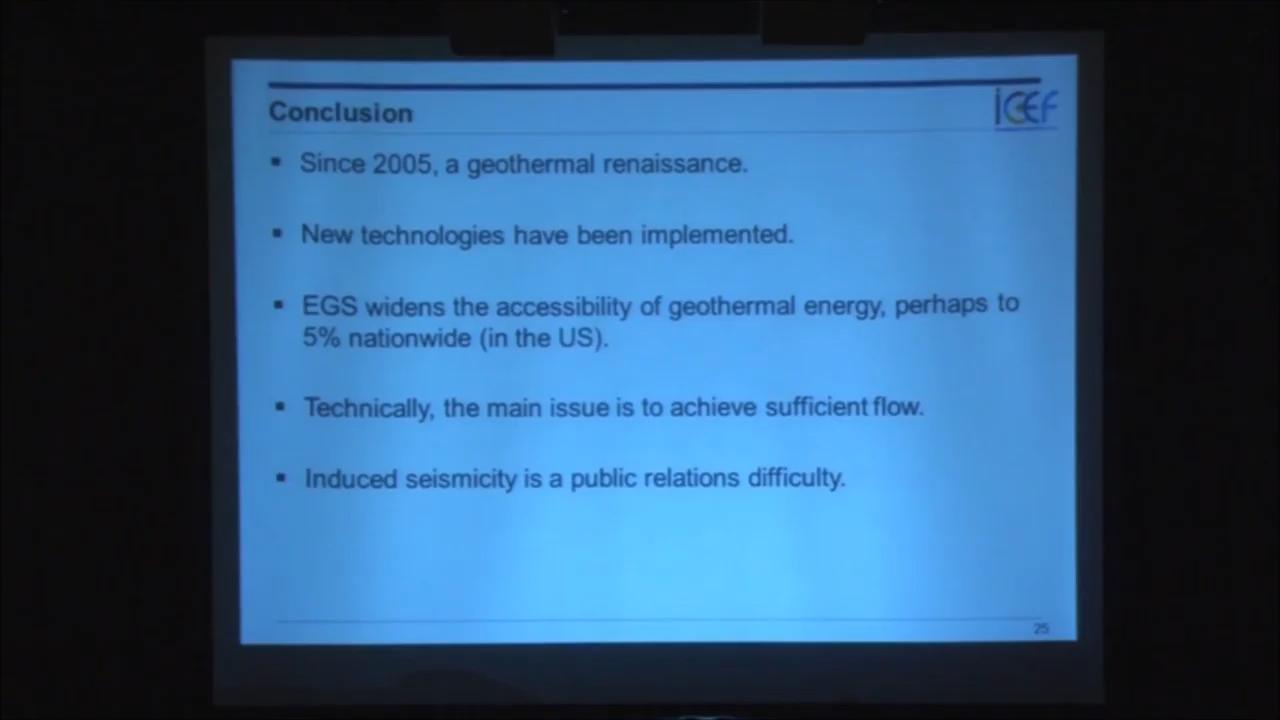 Conclusion
ICEF
▪ Since 2005, a geothermal renaissance.
▪ New technologies have been implemented.
▪ EGS widens the accessibility of geothermal energy, perhaps to
5% nationwide (in the US).
▪ Technically, the main issue is to achieve sufficient flow.
▪ Induced seismicity is a public relations difficulty.
25